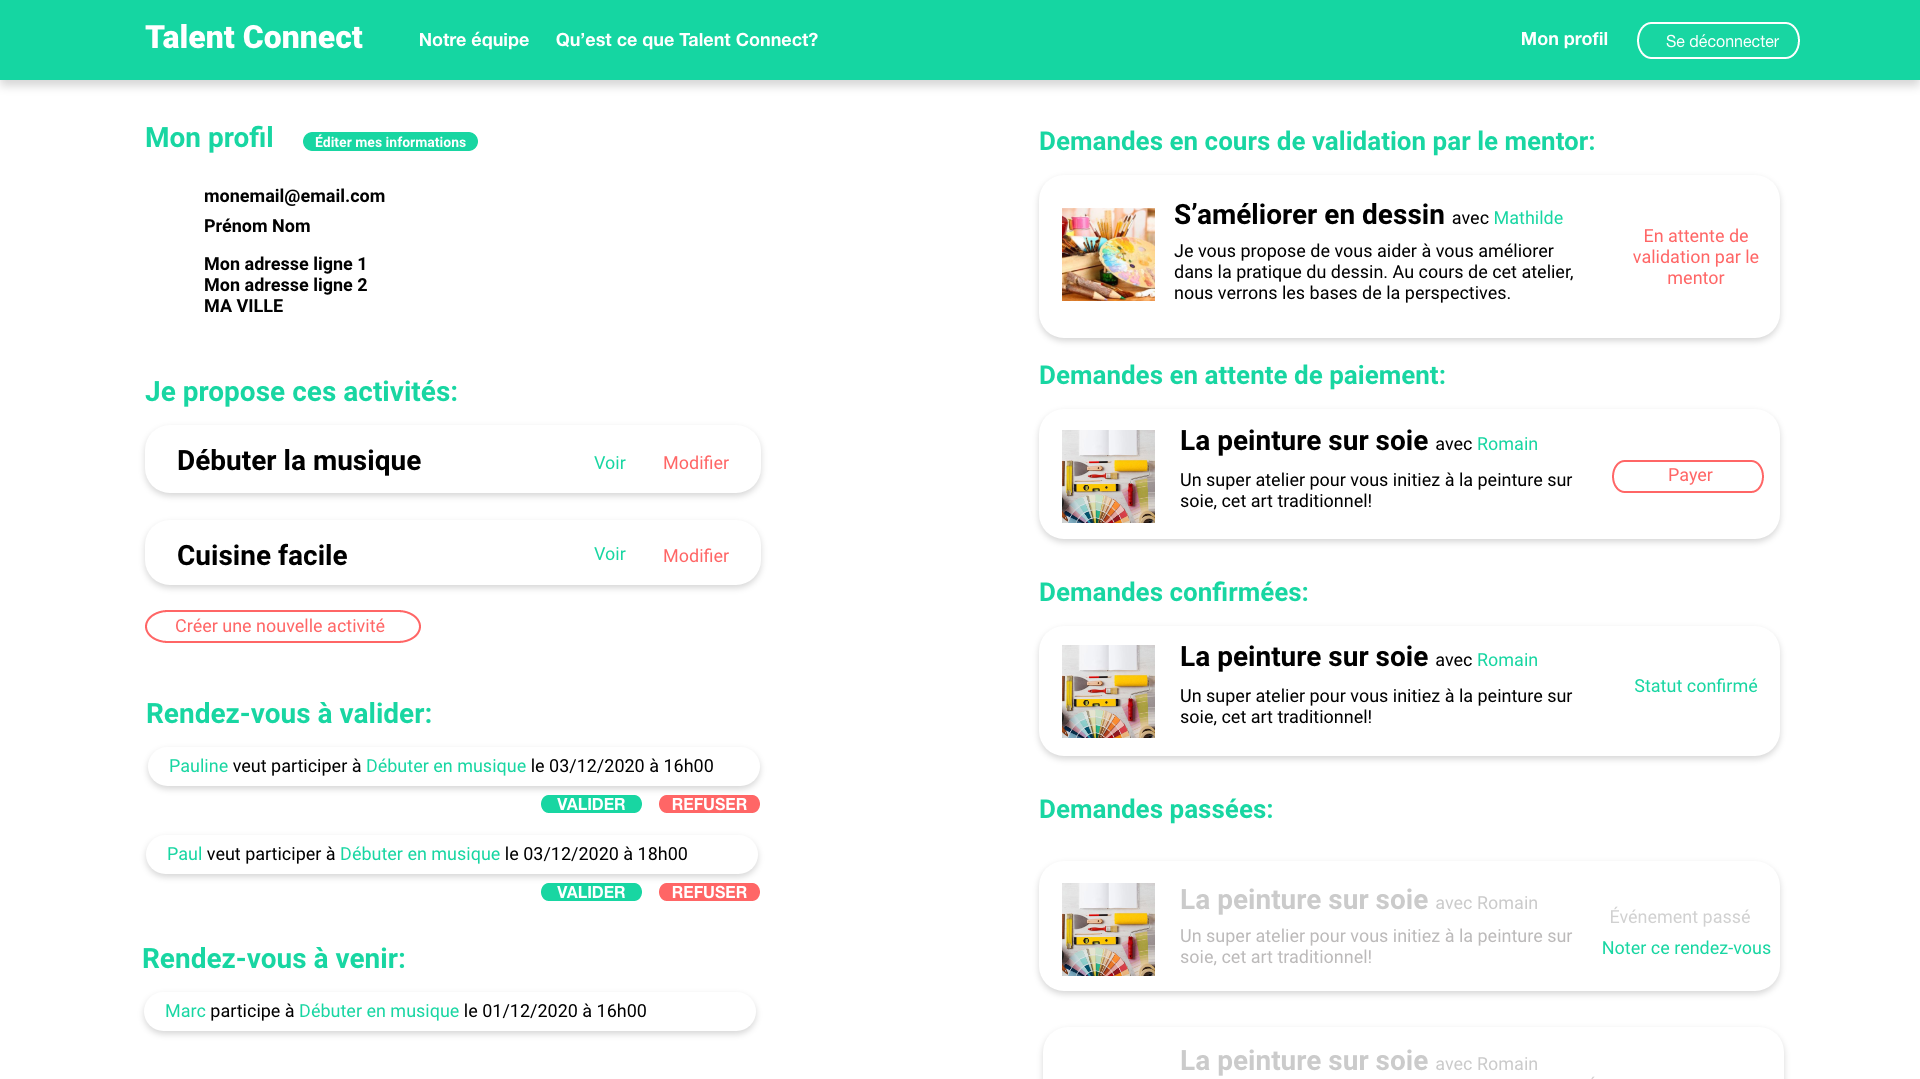 Talent Connect
Notre équipe
Qu’est ce que Talent Connect?
Mon profil
Se déconnecter
Mon profil
Éditer mes informations
monemail@email.com
Prénom Nom
Mon adresse ligne 1
Mon adresse ligne 2
MA VILLE
Je propose ces activités:
Débuter la musique
Voir
Modifier
Cuisine facile
Voir
Modifier
Créer une nouvelle activité
Rendez-vous à valider:
Pauline veut participer à Débuter en musique le 03/12/2020 à 16h00
VALIDER
REFUSER
Paul veut participer à Débuter en musique le 03/12/2020 à 18h00
VALIDER
REFUSER
Rendez-vous à venir:
Marc participe à Débuter en musique le 01/12/2020 à 16h00
Demandes en cours de validation par le mentor:
S’améliorer en dessin avec Mathilde
Je vous propose de vous aider à vous améliorer
dans la pratique du dessin. Au cours de cet atelier,
nous verrons les bases de la perspectives.
En attente de
validation par le
mentor
Demandes en attente de paiement:
La peinture sur soie avec Romain
Un super atelier pour vous initiez à la peinture sur
soie, cet art traditionnel!
Payer
Demandes confirmées:
La peinture sur soie avec Romain
Un super atelier pour vous initiez à la peinture sur
soie, cet art traditionnel!
Statut confirmé
Demandes passées:
La peinture sur soie avec Romain
Un super atelier pour vous initiez à la peinture sur
soie, cet art traditionnel!
Événement passé
Noter ce rendez-vous
La peinture sur soie avec Romain